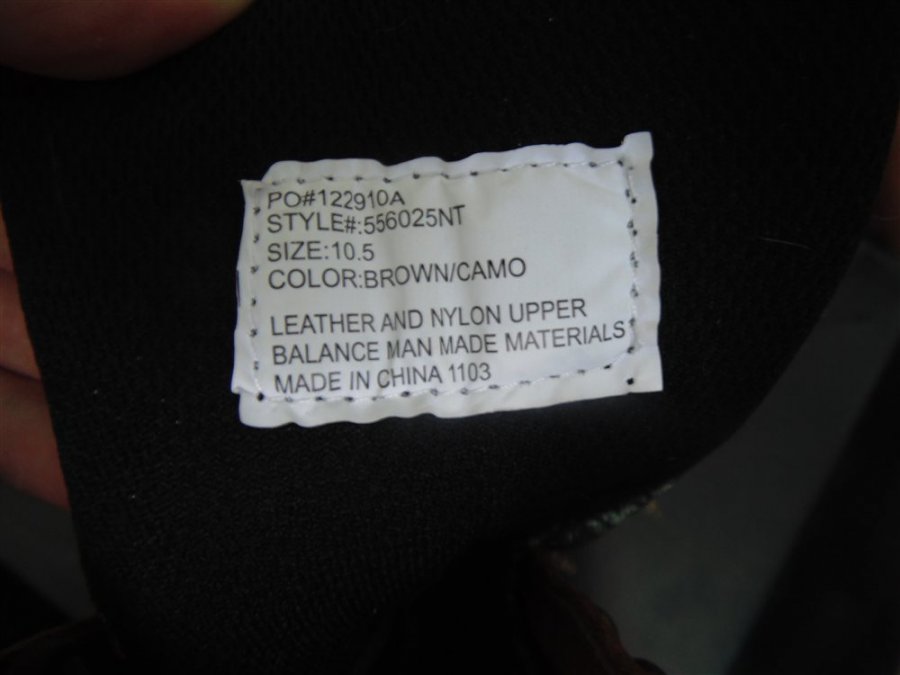 PO#122910A
STYLE#:556025NT
SIZE:10.5
COLOR:BROWN/CAMO
LEATHER AND NYLON UPPER
BALANCE MAN MADE MATERIALS
MADE IN CHINA 1103